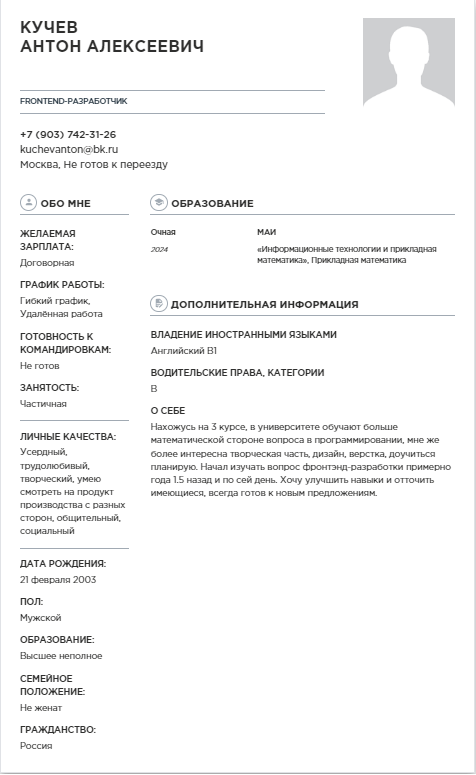 КУЧЕВ
АНТОН АЛЕКСЕЕВИЧ
FRONTEND-РАЗРАБОТЧИК
+7 (903) 742-31-26
kuchevanton@bk.ru
Москва, Не готов к переезду
ОБО МНЕ
ЖЕЛАЕМАЯ
ЗАРПЛАТА:
Договорная
ГРАФИК РАБОТЫ:
Гибкий график,
Удалённая работа
ГОТОВНОСТЬ К
КОМАНДИРОВКАМ:
Не готов
ЗАНЯТОСТЬ:
Частичная
ЛИЧНЫЕ КАЧЕСТВА:
Усердный,
трудолюбивый,
творческий, умею
смотреть на продукт
производства с разных
сторон, общительный,
социальный
ДАТА РОЖДЕНИЯ:
21 февраля 2003
ПОЛ:
Мужской
ОБРАЗОВАНИЕ:
Высшее неполное
СЕМЕЙНОЕ
ПОЛОЖЕНИЕ:
Не женат
ГРАЖДАНСТВО:
Россия
ОБРАЗОВАНИЕ
Очная МАИ
2024 «Информационные технологии и прикладная
математика», Прикладная математика
ДОПОЛНИТЕЛЬНАЯ ИНФОРМАЦИЯ
ВЛАДЕНИЕ ИНОСТРАННЫМИ ЯЗЫКАМИ
Английский B1
ВОДИТЕЛЬСКИЕ ПРАВА, КАТЕГОРИИ
B
О СЕБЕ
Нахожусь на 3 курсе, в университете обучают больше
математической стороне вопроса в программировании, мне же
более интересна творческая часть, дизайн, верстка, доучиться
планирую. Начал изучать вопрос фронтэнд-разработки примерно
года 1.5 назад и по сей день. Хочу улучшить навыки и отточить
имеющиеся, всегда готов к новым предложениям.